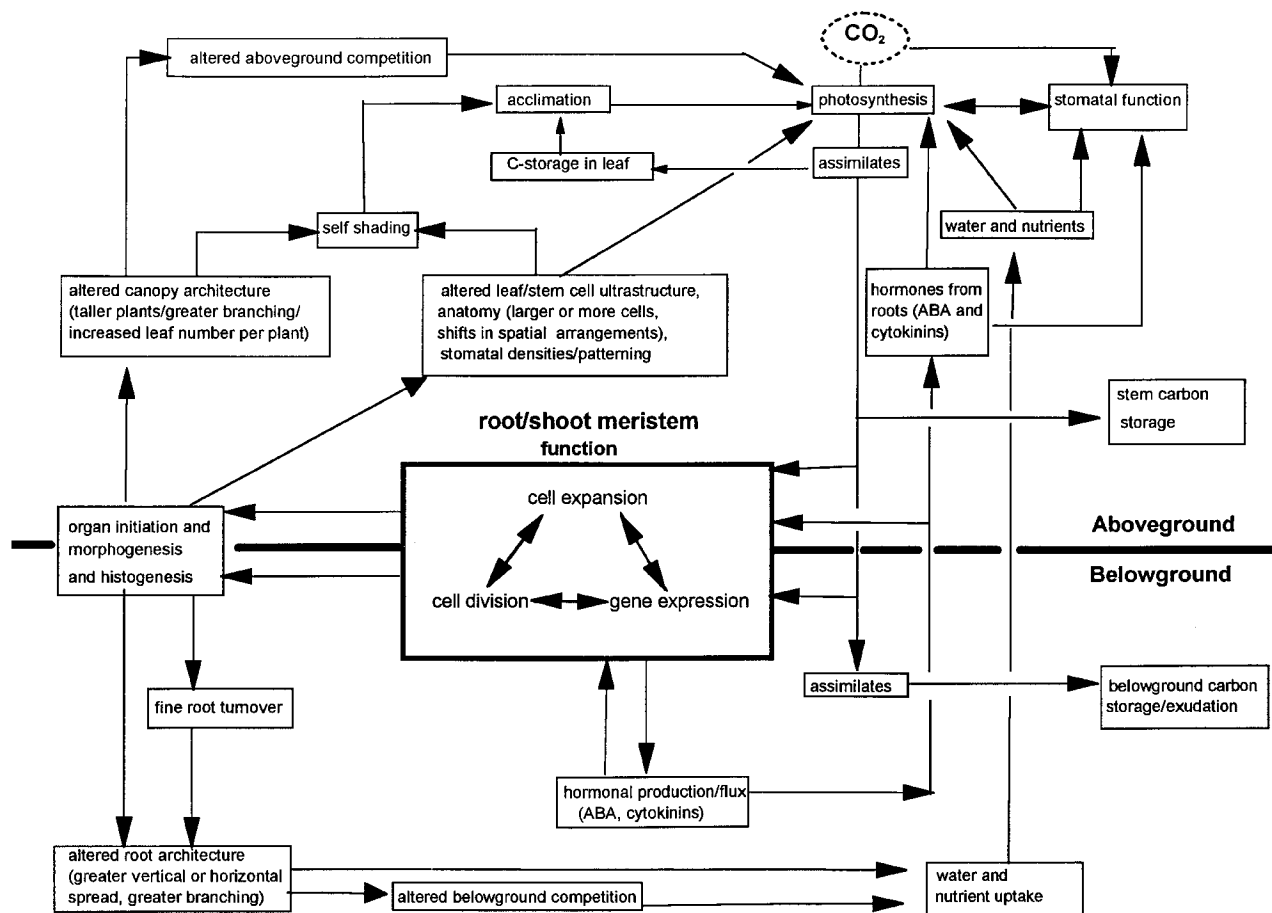 CO₂
altered aboveground competition
acclimation
photosynthesis
stomatal function
C-storage in leaf
assimilates
self shading
water and nutrients
altered canopy architecture
(taller plants/greater branching/
increased leaf number per plant)
altered leaf/stem cell ultrastructure,
anatomy (larger or more cells,
shifts in spatial arrangements),
stomatal densities/patterning
hormones from
roots (ABA and
cytokinins)
stem carbon
storage
root/shoot meristem
function
cell expansion
cell division
gene expression
organ initiation and
morphogenesis
and histogenesis
Aboveground
Belowground
assimilates
belowground carbon
storage/exudation
fine root turnover
hormonal production/flux
(ABA, cytokinins)
altered root architecture
(greater vertical or horizontal
spread, greater branching)
altered belowground competition
water and
nutrient uptake